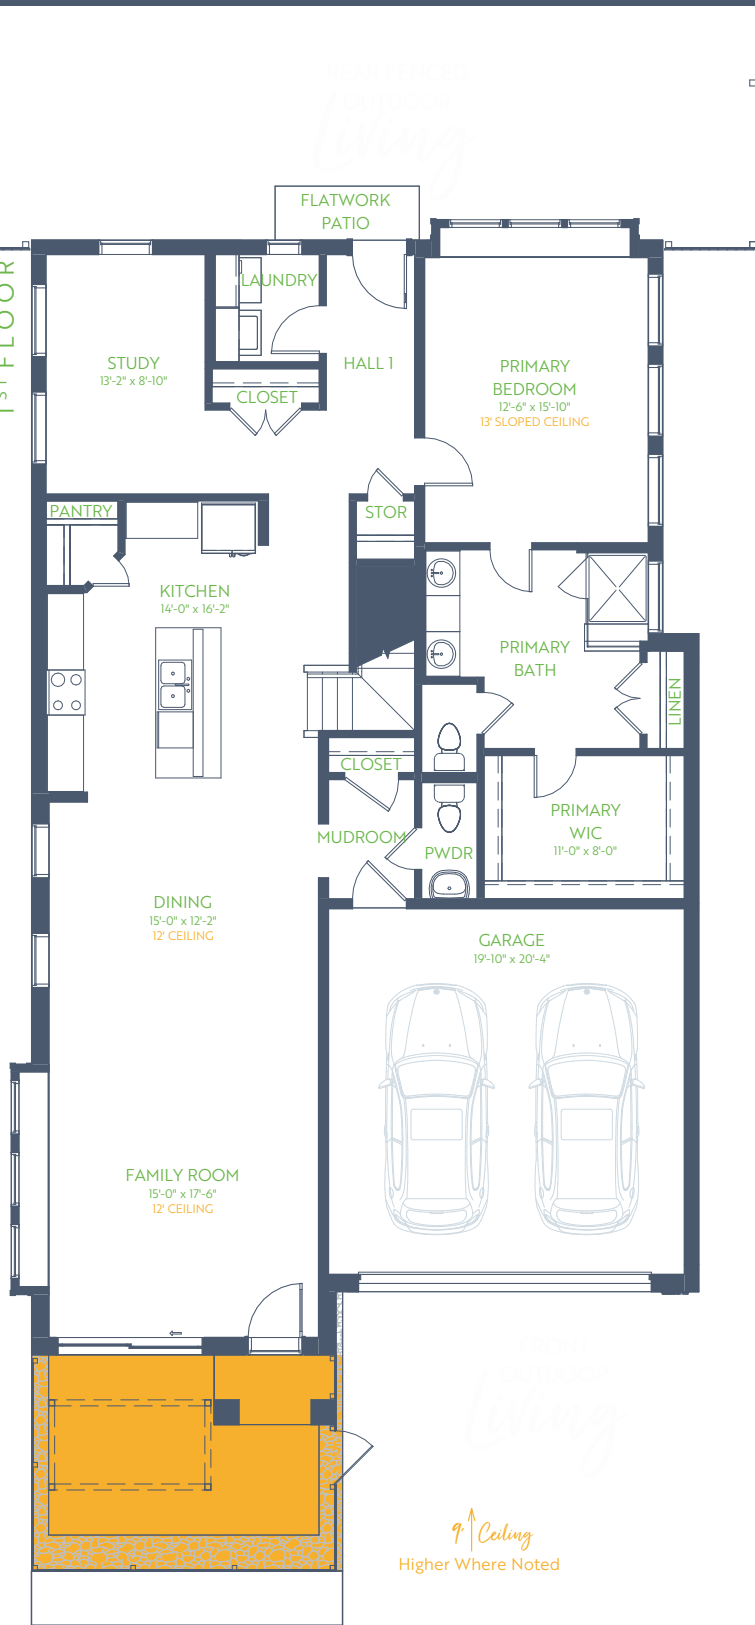 FLATWORK
PATIO
1ST FLOOR
LAUNDRY
STUDY
13'-2" x 8'-10"
HALL 1
PRIMARY
BEDROOM
12'-6" x 15'-10"
13' SLOPED CEILING
CLOSET
PANTRY
STOR
KITCHEN
14'-0" x 16'-2"
PRIMARY
BATH
LINEN
CLOSET
MUDROOM
PWDR
PRIMARY
WIC
11'-0" x 8'-0"
DINING
15'-0" x 12'-2"
12' CEILING
GARAGE
19'-10" x 20'-4"
FAMILY ROOM
15'-0" x 17'-6"
12' CEILING
OUTDOOR
Living
9' Ceiling
Higher Where Noted